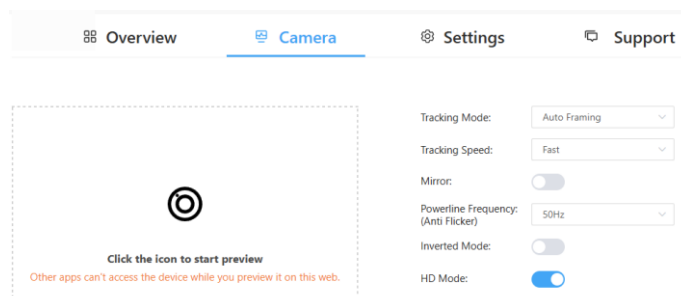 Overview Camera Settings Support
Tracking Mode: Auto Framing
Tracking Speed: Fast
Mirror:
Powerline Frequency:
(Anti Flicker) 50Hz
Inverted Mode:
HD Mode:
Click the icon to start preview
Other apps can't access the device while you preview it on this web.